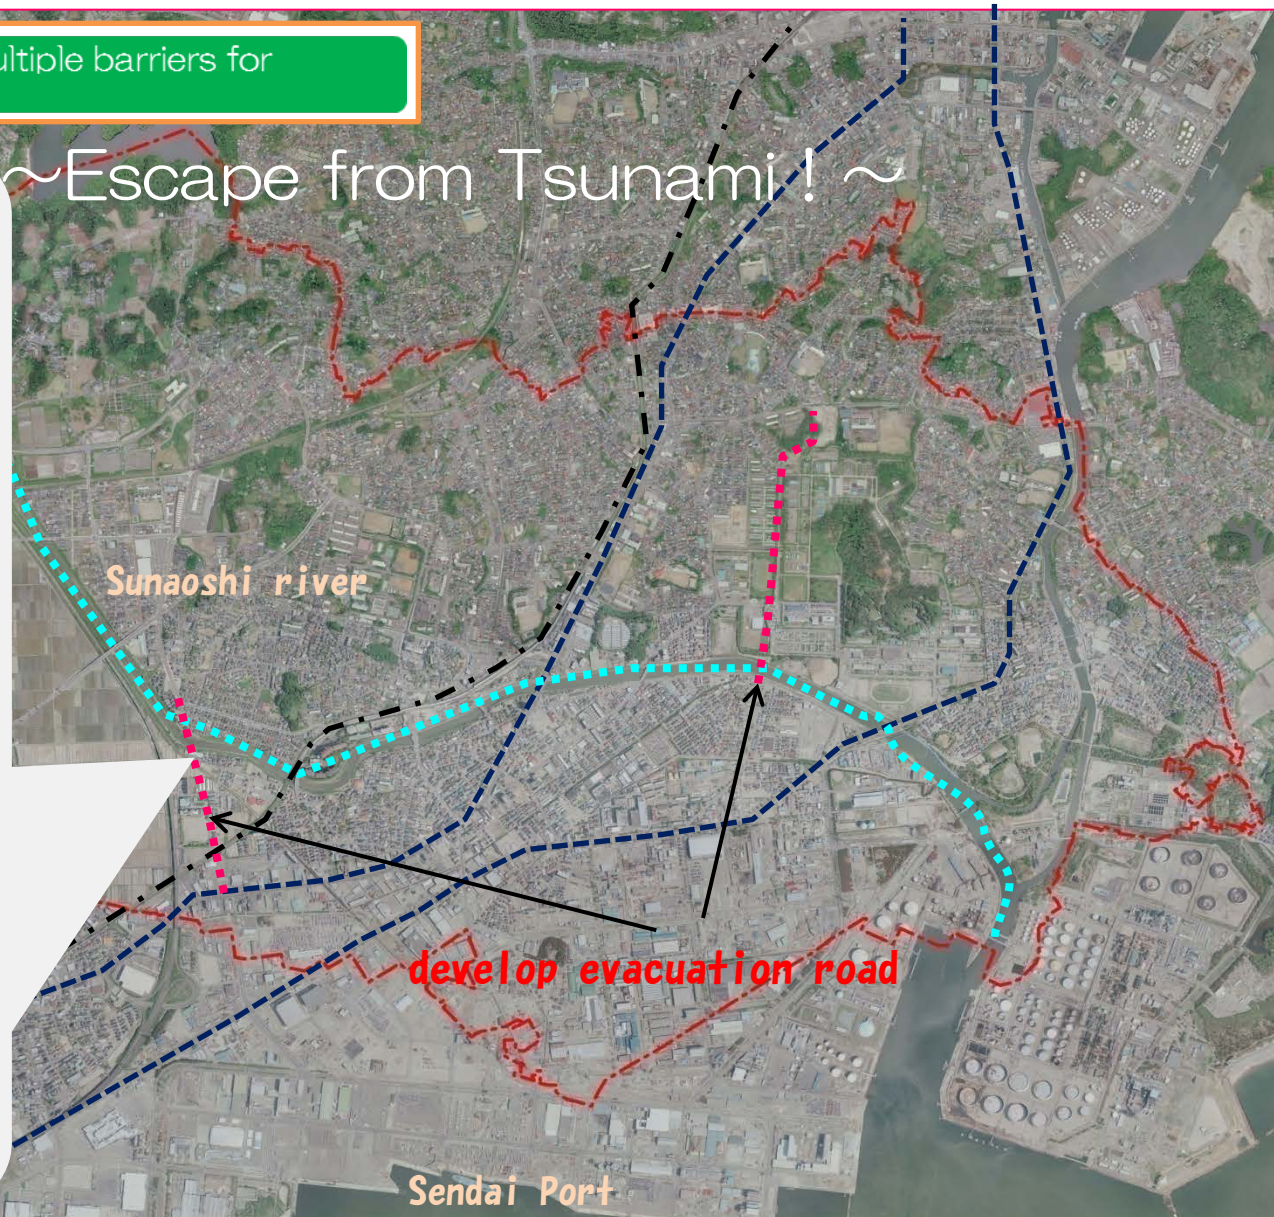 ultiple barriers for
～Escape from Tsunami！～
Sunaoshi river
develop evacuation road
Sendai Port